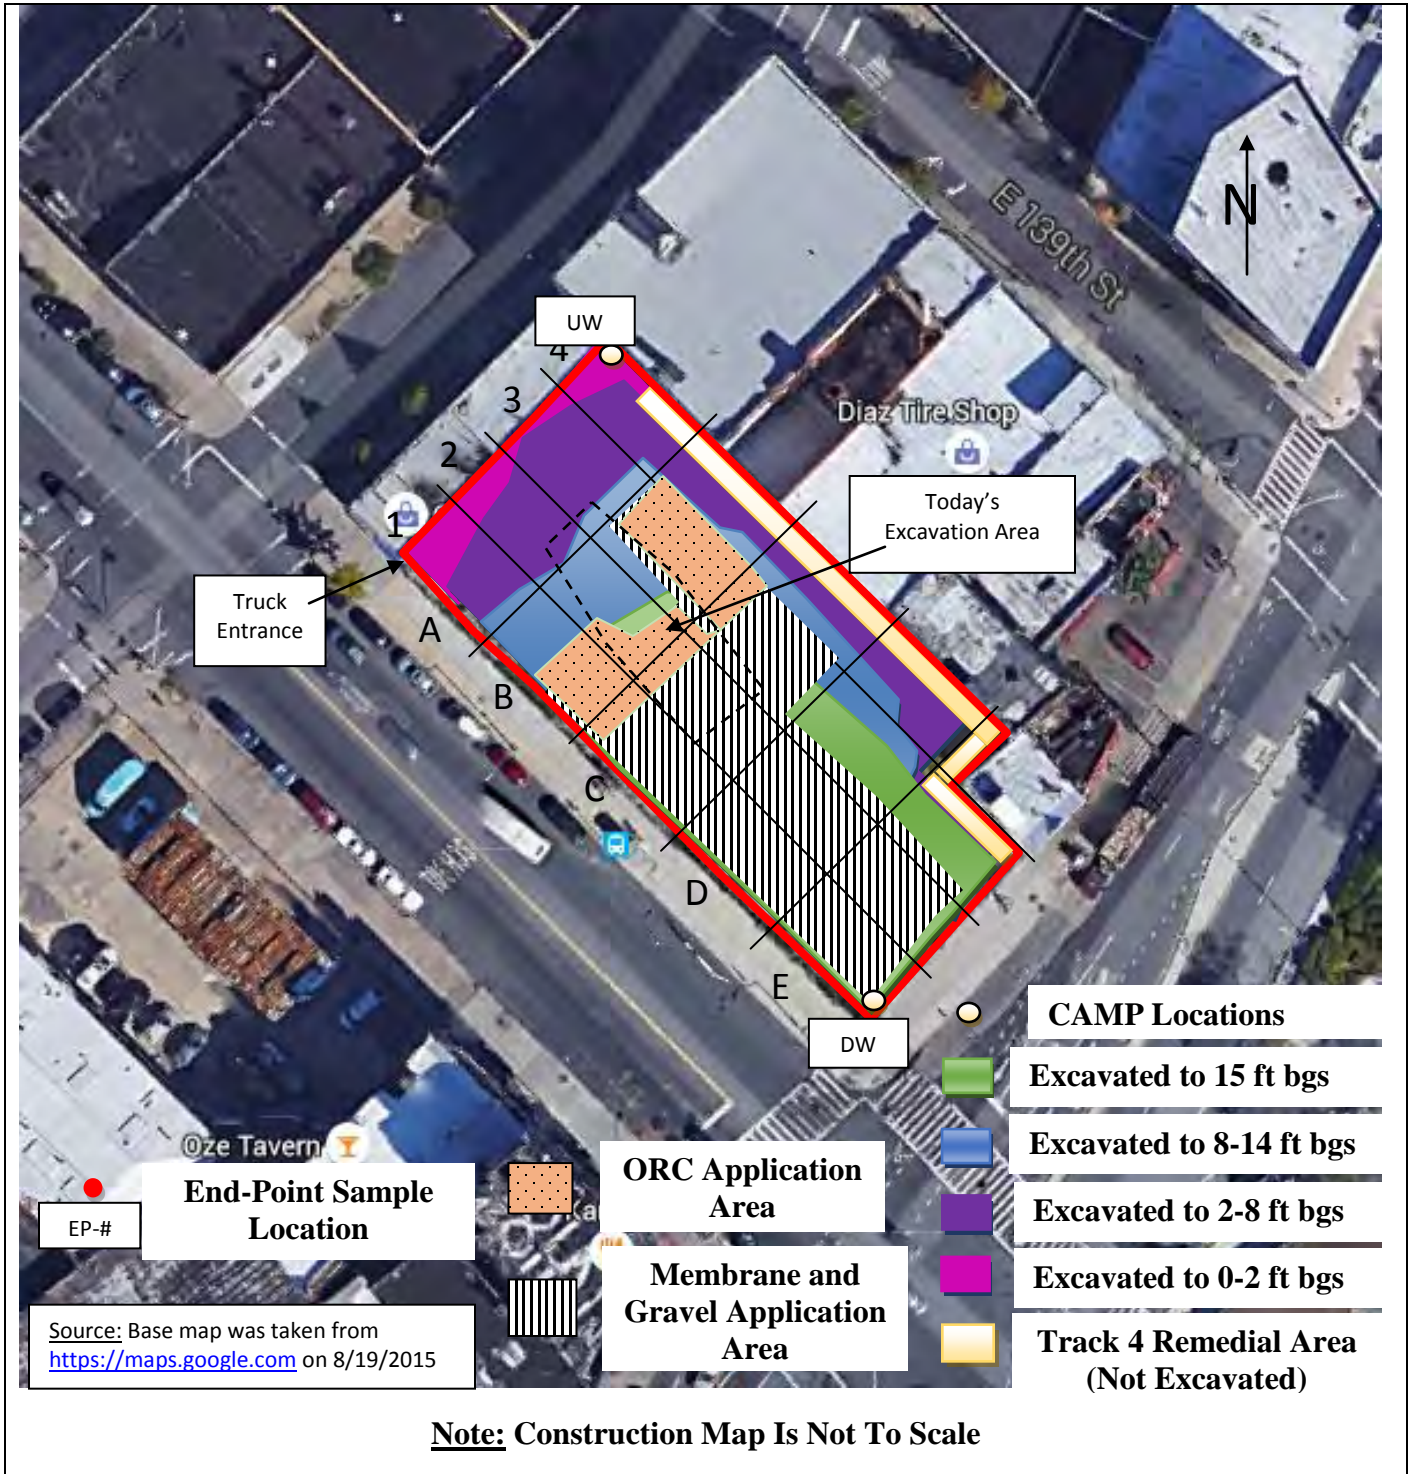 N
E 139th St
UW
4
3
2
1
Diaz Tire Shop
Today’s
Excavation Area
Truck
Entrance
A
B
C
D
E
DW
CAMP Locations
Excavated to 15 ft bgs
Excavated to 8-14 ft bgs
Excavated to 2-8 ft bgs
Excavated to 0-2 ft bgs
Track 4 Remedial Area
(Not Excavated)
Oze Tavern
ORC Application
Area
Membrane and
Gravel Application
Area
End-Point Sample
Location
EP-#
Source: Base map was taken from
https://maps.google.com on 8/19/2015
Note: Construction Map Is Not To Scale